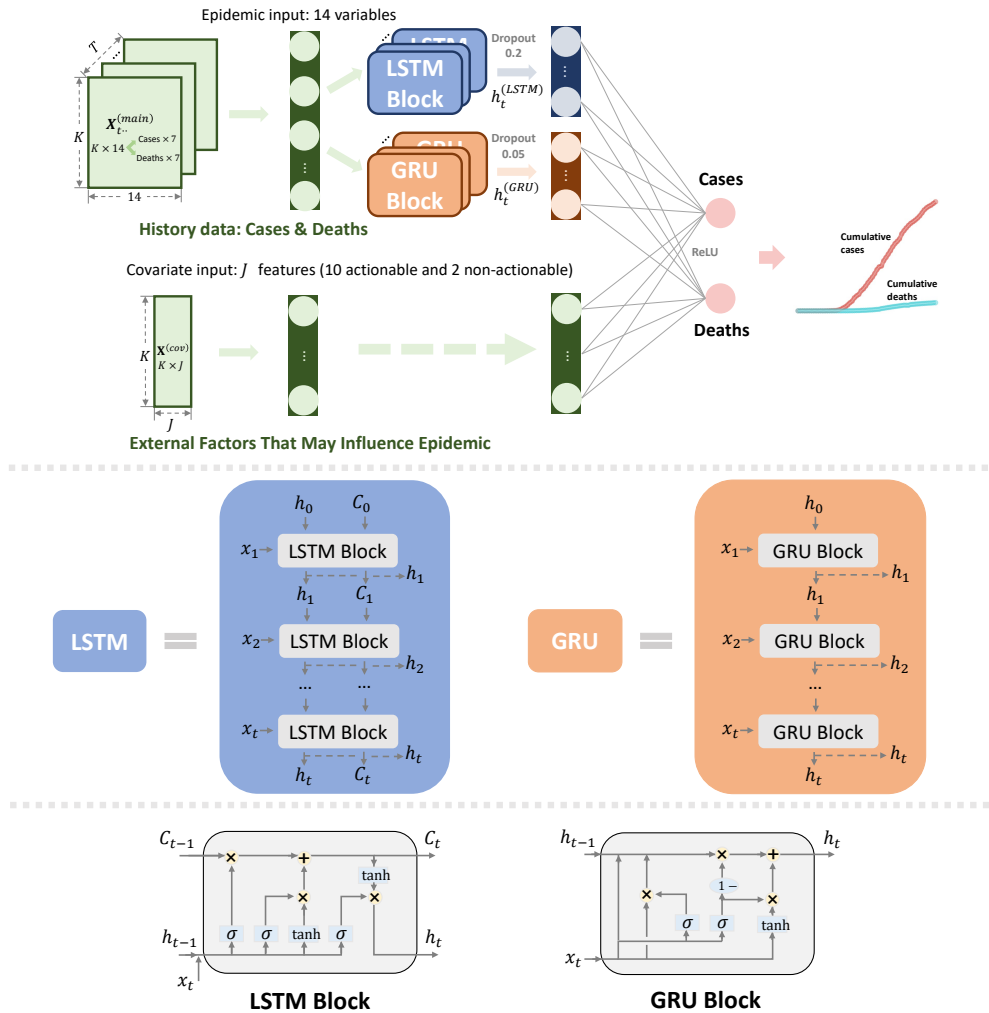 Epidemic input: 14 variables
T
...
K
X_{t··}^{(main)}
K × 14
Cases × 7
Deaths × 7
14
History data: Cases & Deaths
...
...
LSTM
LSTM
Block
Dropout
0.2
h_t^{(LSTM)}
...
...
GRU
GRU
Block
Dropout
0.05
h_t^{(GRU)}
...
Cases
ReLU
Deaths
Cumulative
cases
Cumulative
deaths
Covariate input: J features (10 actionable and 2 non-actionable)
K
X^{(cov)}
K × J
J
...
...
External Factors That May Influence Epidemic
LSTM
h_0 C_0
x_1 LSTM Block
h_1
h_1 C_1
x_2 LSTM Block
h_2
... ...
x_t LSTM Block
h_t
h_t C_t
GRU
h_0
x_1 GRU Block
h_1
h_1
x_2 GRU Block
h_2
...
x_t GRU Block
h_t
h_t
C_{t−1} × + C_t
tanh
× ×
h_{t−1} σ σ tanh σ h_t
x_t
LSTM Block
h_{t−1} × + h_t
1 −
× ×
σ σ tanh
x_t
GRU Block